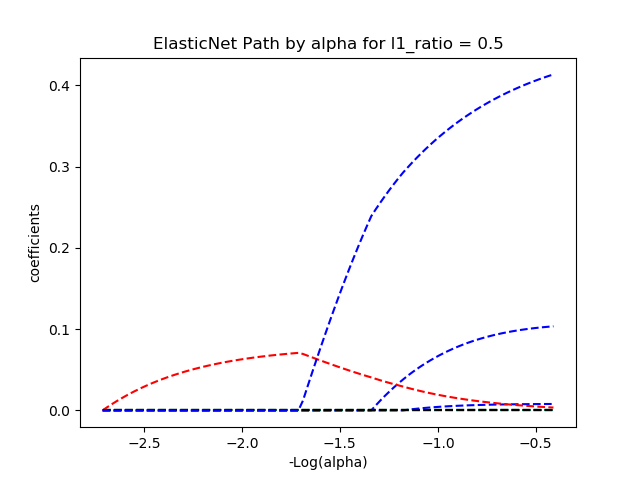 ElasticNet Path by alpha for l1_ratio = 0.5
0.4
0.3
0.2
0.1
0.0
coefficients
−2.5 −2.0 −1.5 −1.0 −0.5
-Log(alpha)